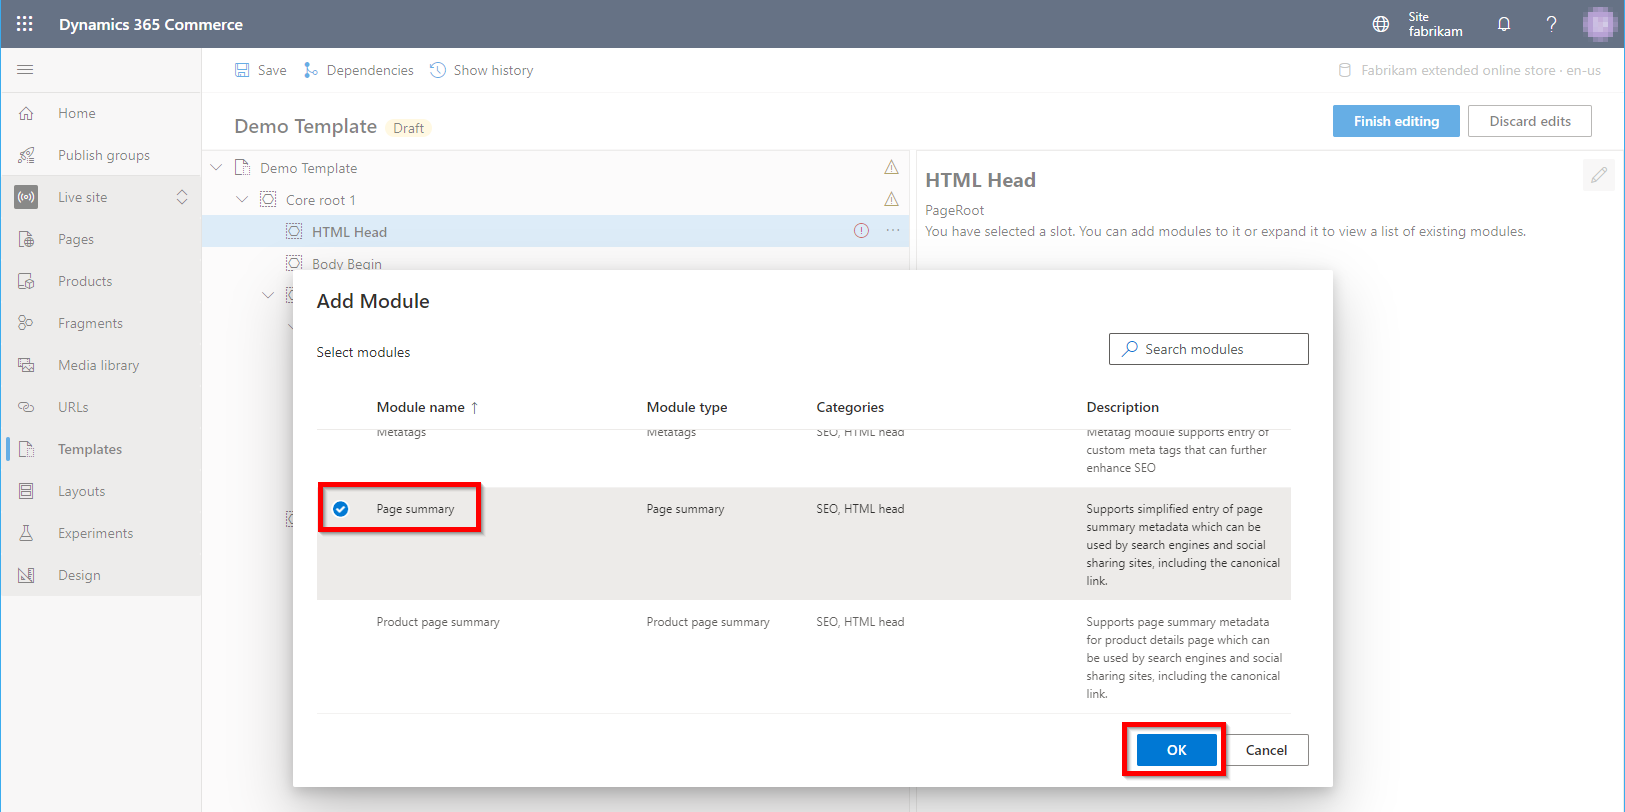 Dynamics 365 Commerce
Site
fabrikam
?
Save
Dependencies
Show history
Fabrikam extended online store · en-us
Home
Publish groups
Live site
Pages
Products
Fragments
Media library
URLs
Templates
Layouts
Experiments
Design
Demo Template
Draft
Finish editing
Discard edits
Demo Template
Core root 1
HTML Head
Body Begin
HTML Head
PageRoot
You have selected a slot. You can add modules to it or expand it to view a list of existing modules.
Add Module
Select modules
Search modules
Module name ↑
Module type
Categories
Description
Metatags
Metatags
SEO, HTML head
Metatag module supports entry of
custom meta tags that can further
enhance SEO
Page summary
Page summary
SEO, HTML head
Supports simplified entry of page
summary metadata which can be
used by search engines and social
sharing sites, including the canonical
link.
Product page summary
Product page summary
SEO, HTML head
Supports page summary metadata
for product details page which can
be used by search engines and social
sharing sites, including the canonical
link.
OK
Cancel